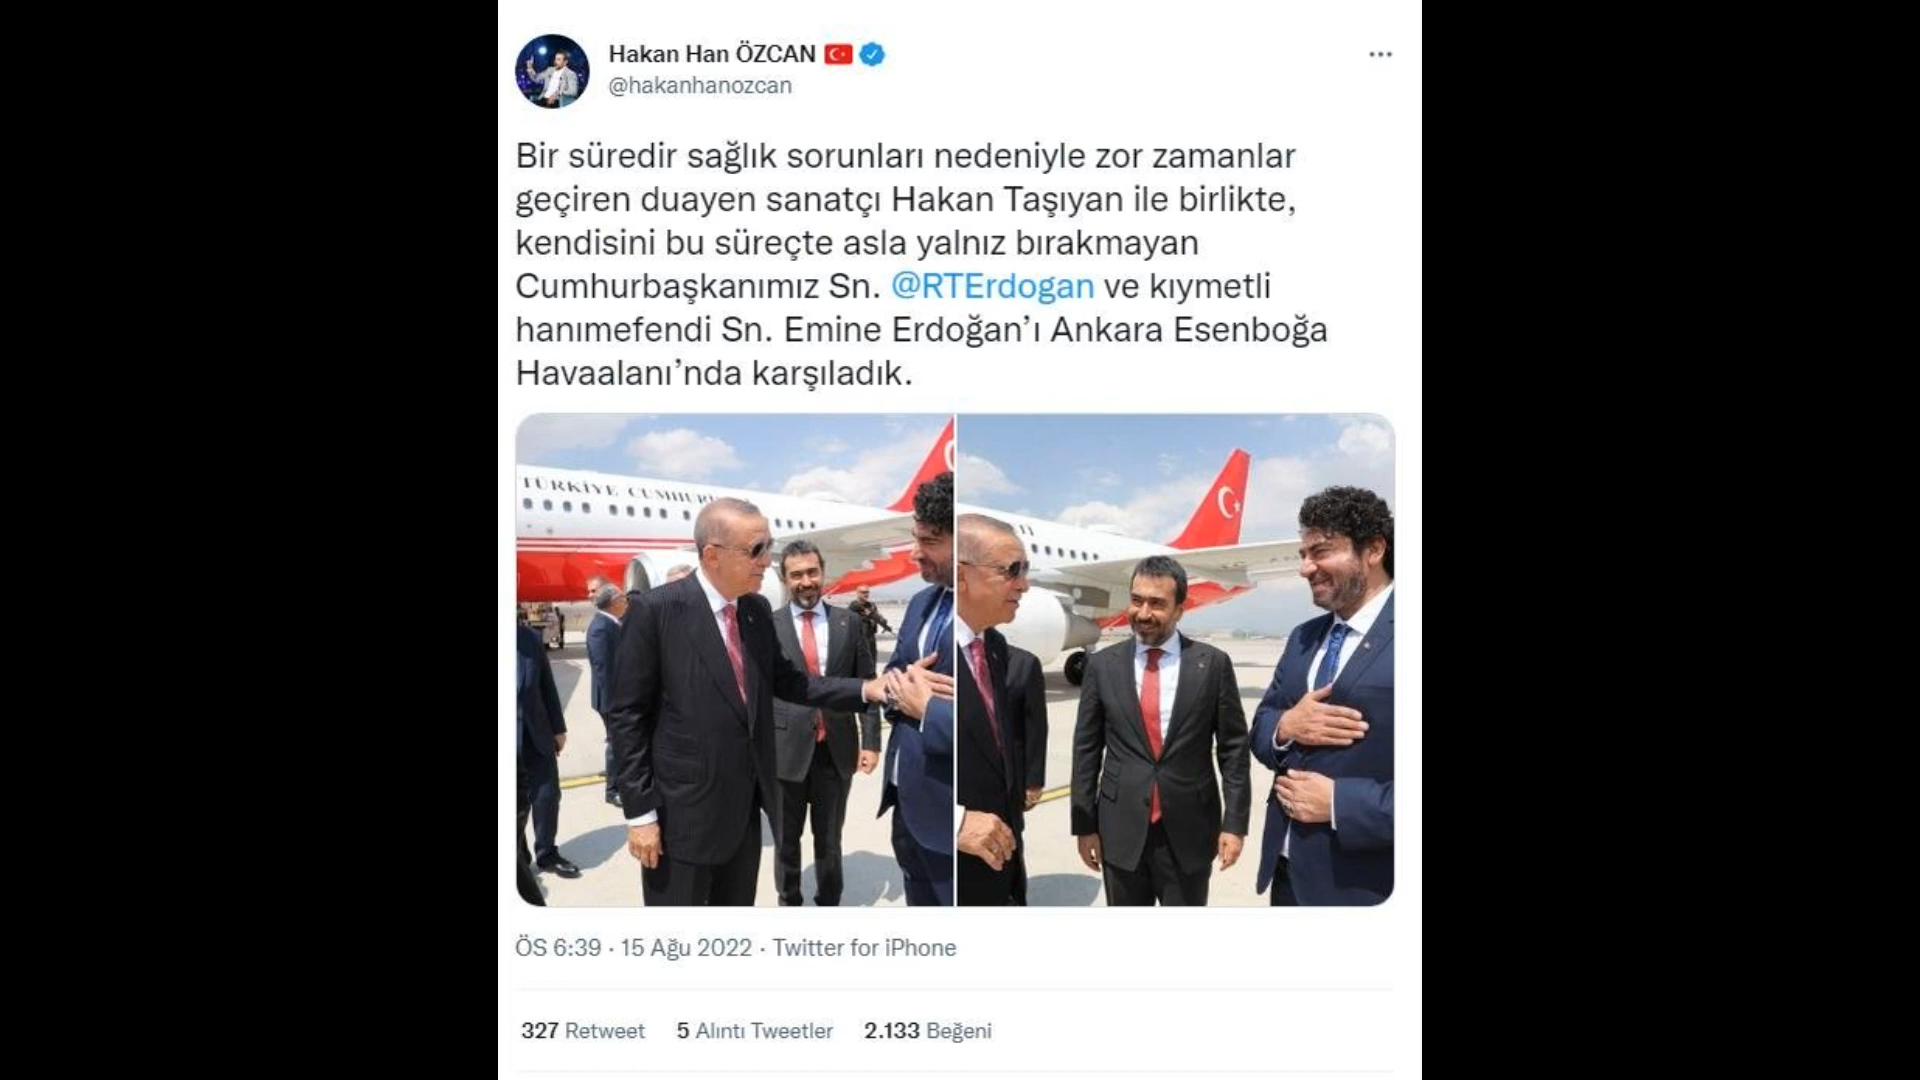 Hakan Han ÖZCAN
@hakanhanozcan
Bir süredir sağlık sorunları nedeniyle zor zamanlar
geçiren duayen sanatçı Hakan Taşıyan ile birlikte,
kendisini bu süreçte asla yalnız bırakmayan
Cumhurbaşkanımız Sn. @RTErdogan ve kıymetli
hanımefendi Sn. Emine Erdoğan’ı Ankara Esenboğa
Havaalanı’nda karşıladık.
TÜRKİYE CUMHUR
ÖS 6:39 · 15 Ağu 2022 · Twitter for iPhone
327 Retweet 5 Alıntı Tweetler 2.133 Beğeni